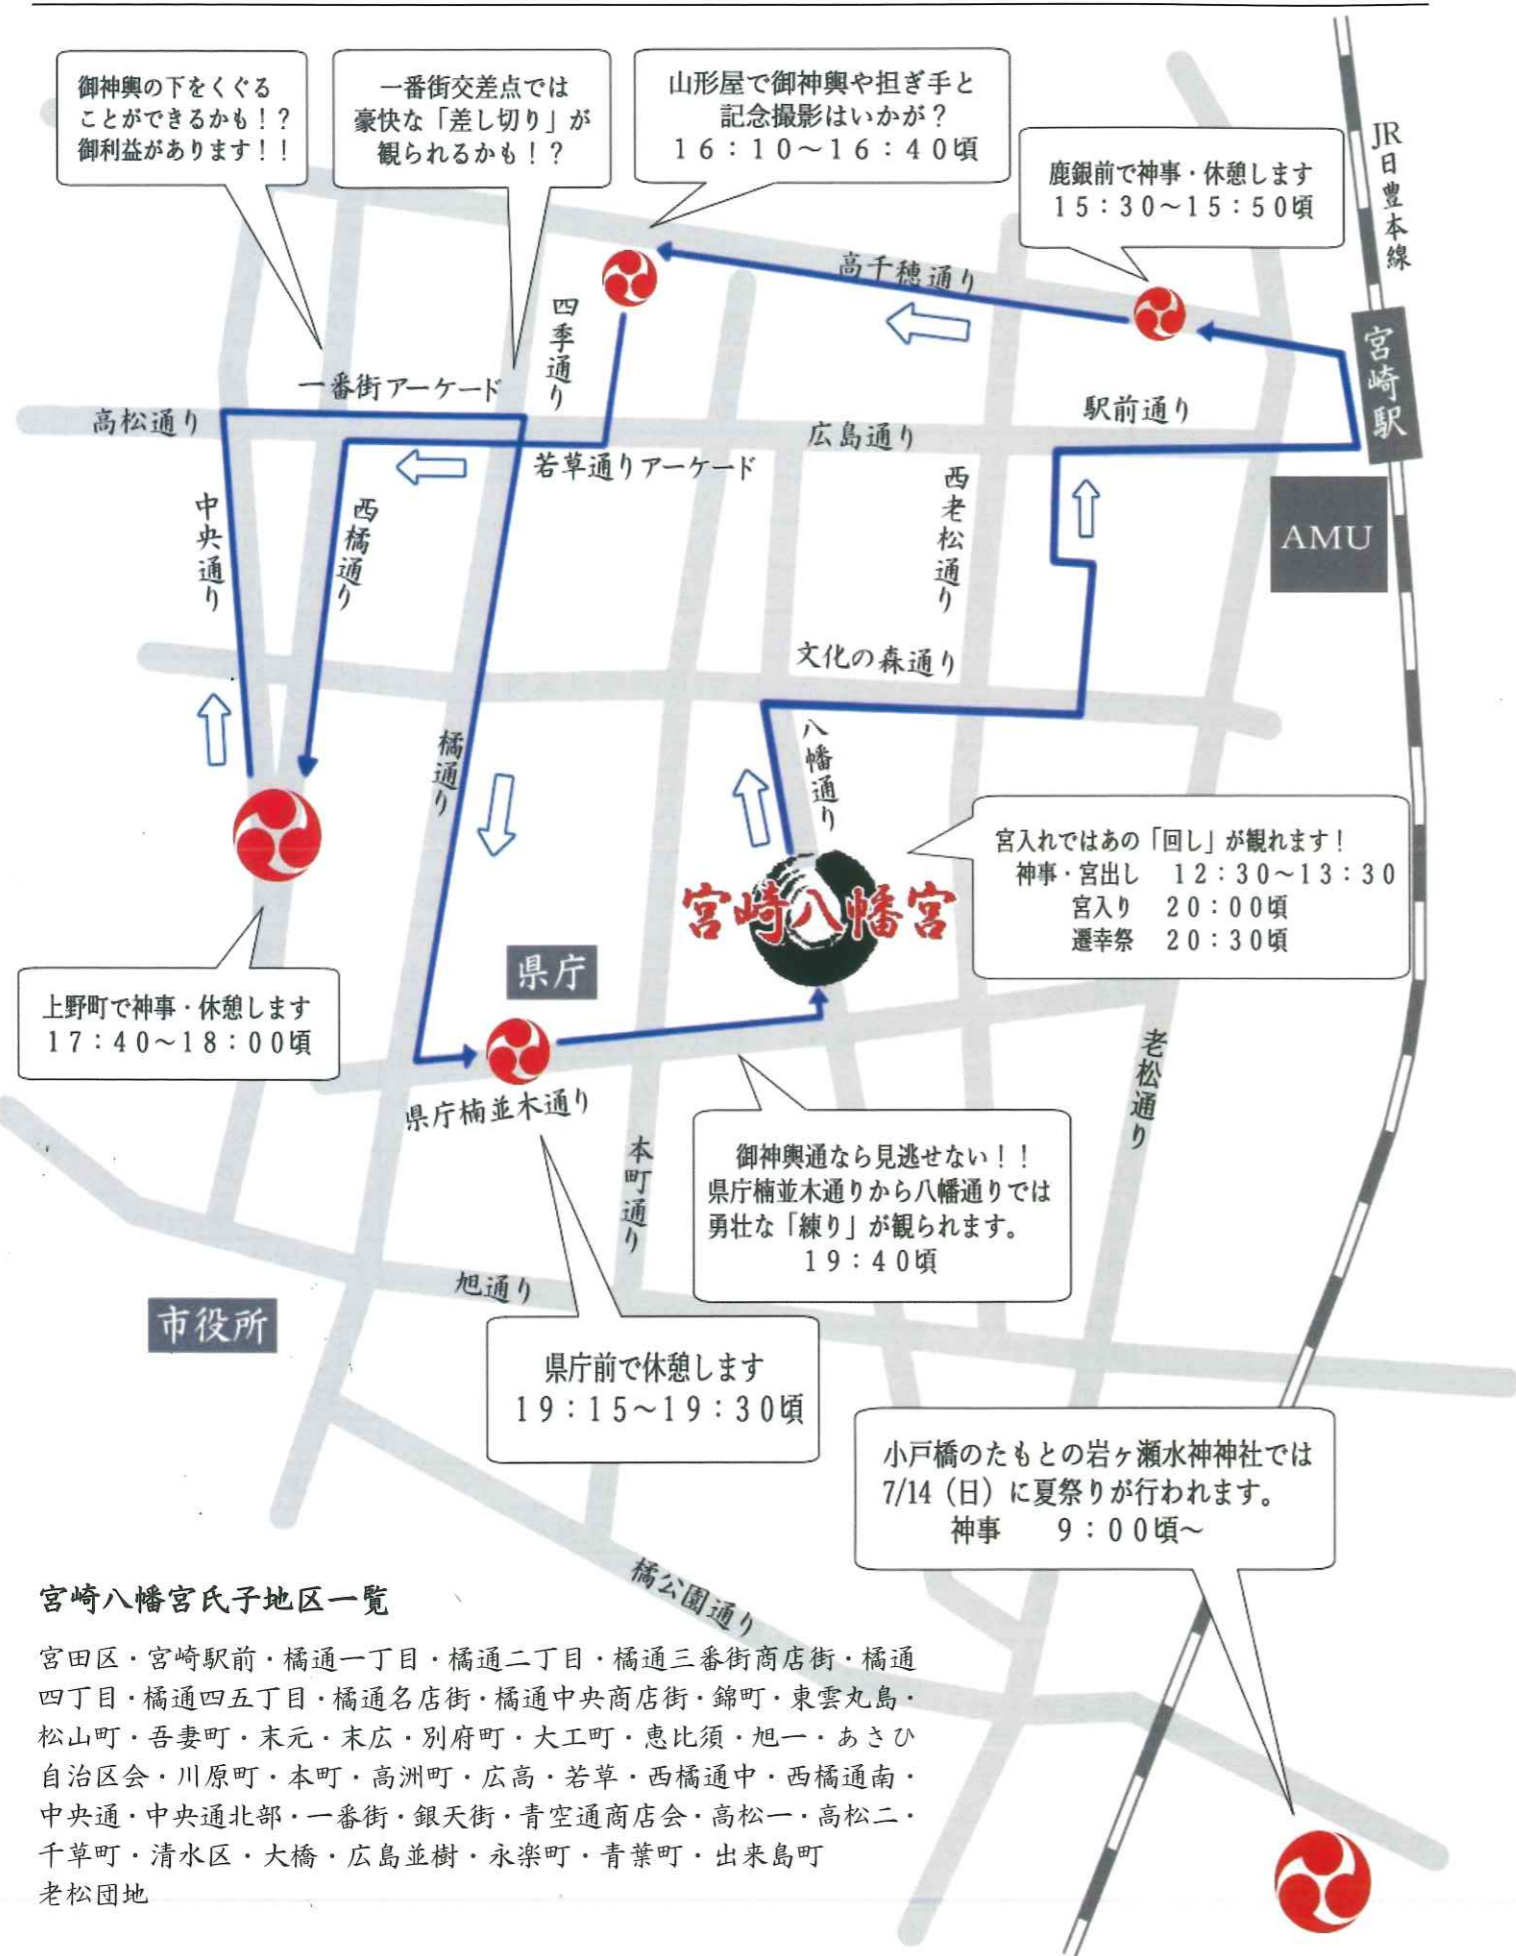 御神輿の下をくぐる
ことができるかも！？
御利益があります！！
一番街交差点では
豪快な「差し切り」が
観られるかも！？
山形屋で御神輿や担ぎ手と
記念撮影はいかが？
１６：１０～１６：４０頃
鹿銀前で神事・休憩します
１５：３０～１５：５０頃
JR日豊本線
宮崎駅
高千穂通り
四季通り
一番街アーケード
駅前通り
高松通り
広島通り
若草通りアーケード
西老松通り
AMU
中央通り
西橘通り
文化の森通り
八幡通り
橘通り
宮崎八幡宮
宮入れではあの「回し」が観れます！
神事・宮出し　１２：３０～１３：３０
宮入り　２０：００頃
還幸祭　２０：３０頃
県庁
上野町で神事・休憩します
１７：４０～１８：００頃
県庁楠並木通り
老松通り
本町通り
御神輿通なら見逃せない！！
県庁楠並木通りから八幡通りでは
勇壮な「練り」が観られます。
１９：４０頃
旭通り
市役所
県庁前で休憩します
１９：１５～１９：３０頃
小戸橋のたもとの岩ヶ瀬水神神社では
7/14（日）に夏祭りが行われます。
神事　９：００頃～
橘公園通り
宮崎八幡宮氏子地区一覧
宮田区・宮崎駅前・橘通一丁目・橘通二丁目・橘通三番街商店街・橘通
四丁目・橘通四五丁目・橘通名店街・橘通中央商店街・錦町・東雲丸島・
松山町・吾妻町・末元・末広・別府町・大工町・恵比須・旭一・あさひ
自治区会・川原町・本町・高洲町・広高・若草・西橘通中・西橘通南・
中央通・中央通北部・一番街・銀天街・青空通商店会・高松一・高松二・
千草町・清水区・大橋・広島並樹・永楽町・青葉町・出来島町
老松団地